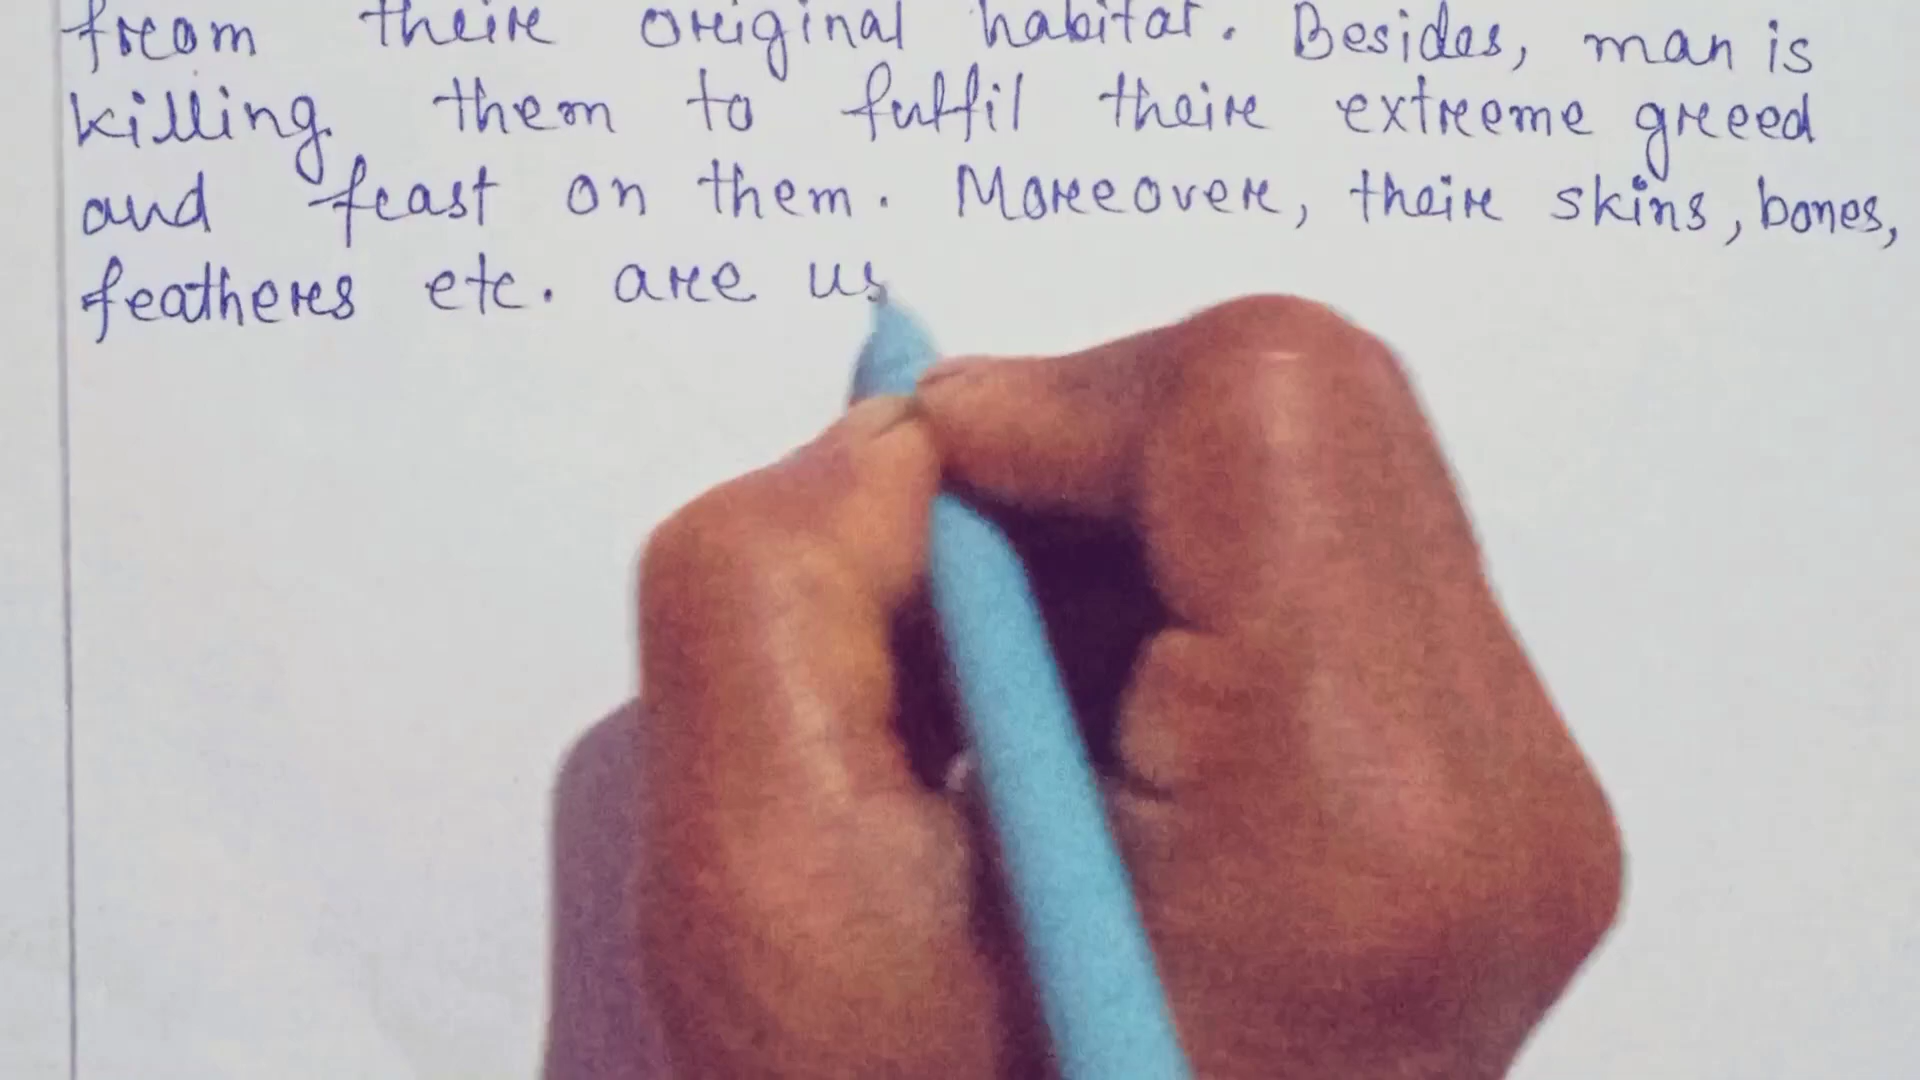 from their original habitat. Besides, man is
killing them to fulfil their extreme greed
and feast on them. Moreover, their skins, bones,
feathers etc. are us